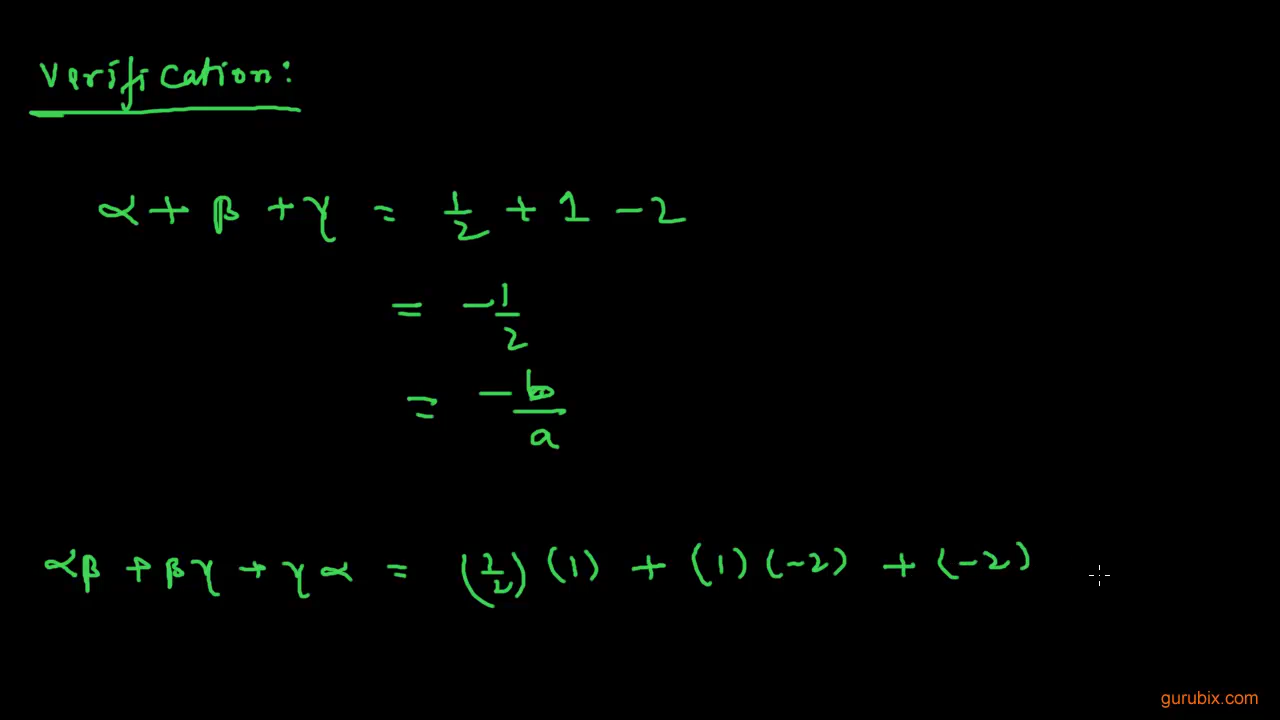 Verification:
α + β + γ = 1/2 + 1 - 2
= -1/2
= -b/a
αβ + βγ + γα = (1/2)(1) + (1)(-2) + (-2)
gurubix.com